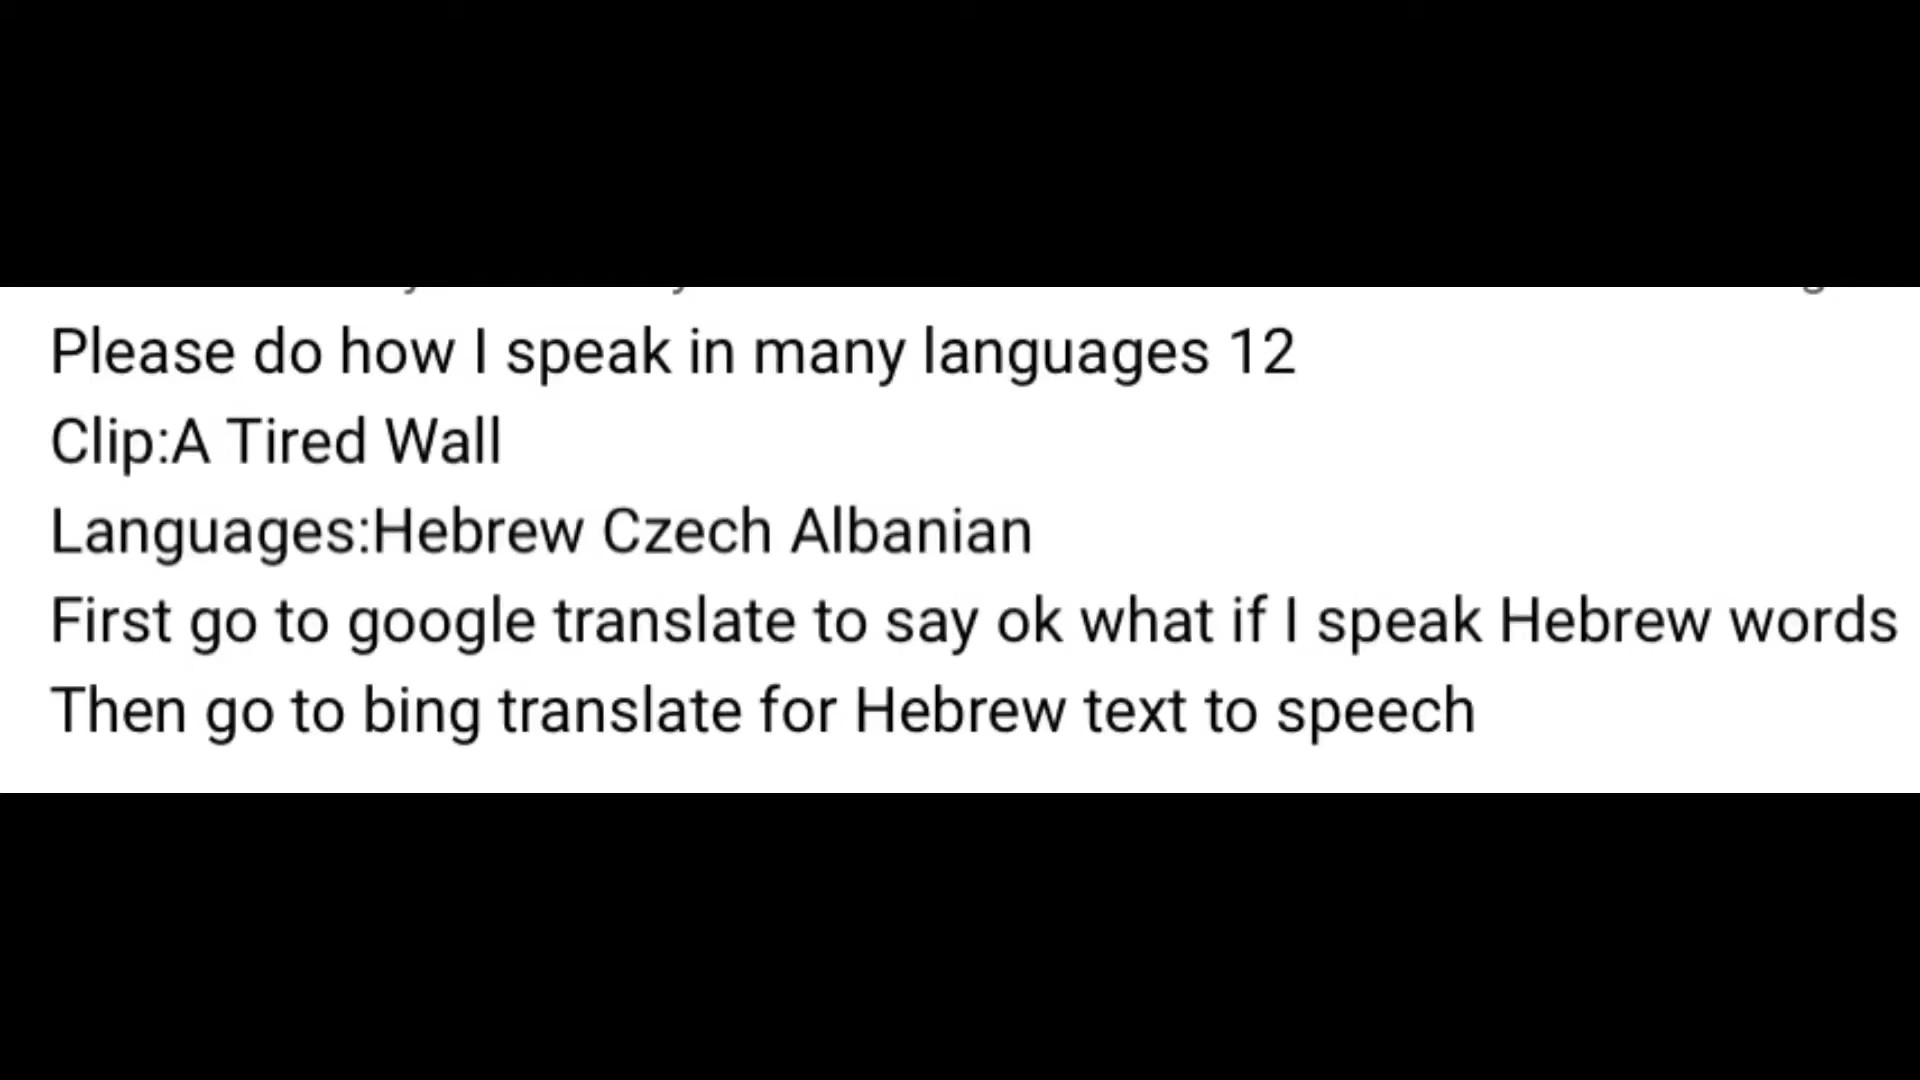 Please do how I speak in many languages 12
Clip:A Tired Wall
Languages:Hebrew Czech Albanian
First go to google translate to say ok what if I speak Hebrew words
Then go to bing translate for Hebrew text to speech